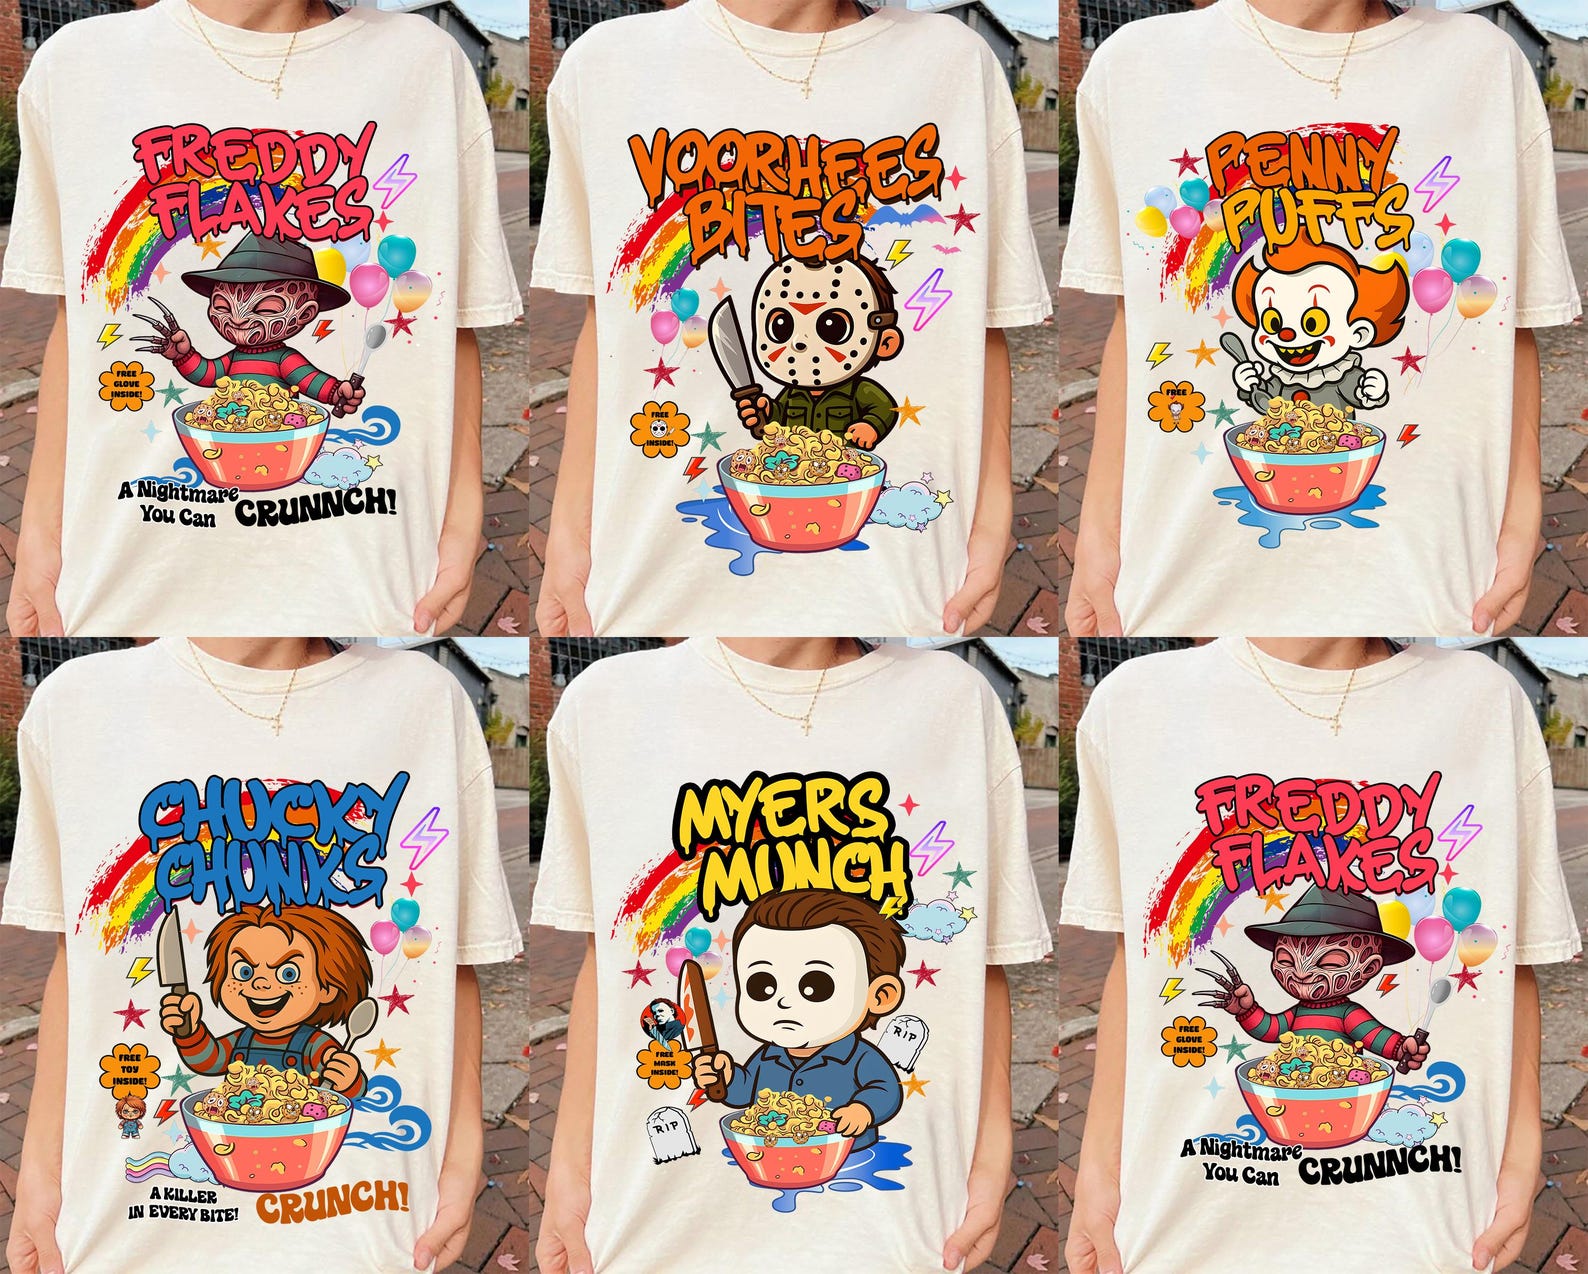 FREDDY
FLAKES
FREE
GLOVE
INSIDE!
A Nightmare
You Can
CRUNNCH!
VOORHEES
BITES
FREE
INSIDE!
PENNY
PUFFS
FREE
CHUCKY
CHUNKS
FREE
TOY
INSIDE!
A KILLER
IN EVERY BITE!
CRUNCH!
MYERS
MUNCH
FREE
MASK
INSIDE!
RIP
RIP
FREDDY
FLAKES
FREE
GLOVE
INSIDE!
A Nightmare
You Can
CRUNNCH!